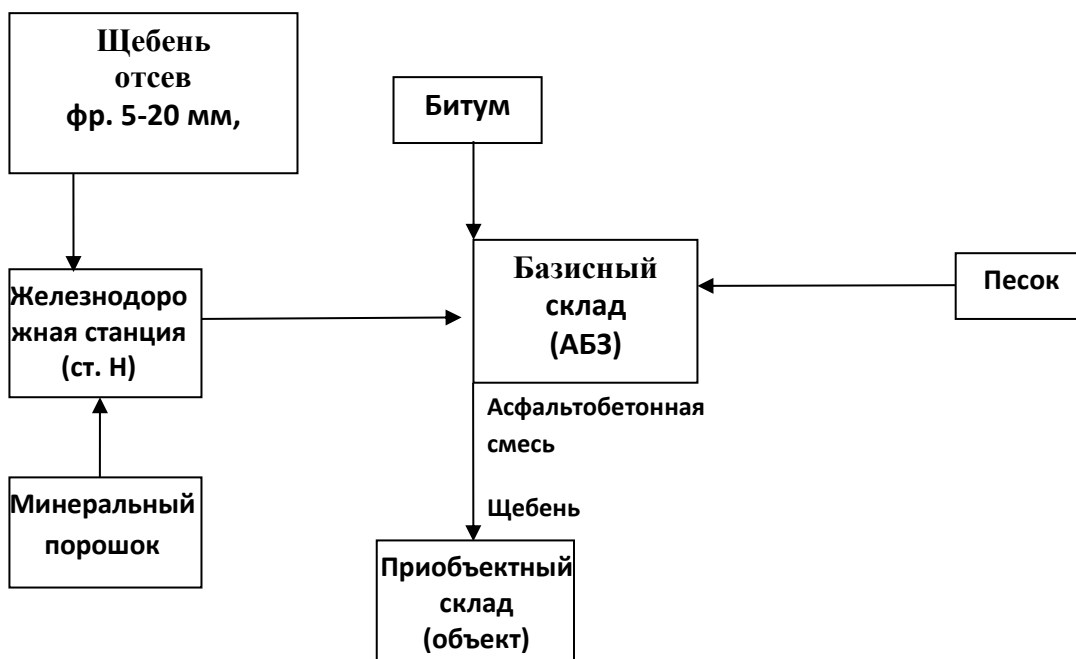 Щебень
отсев
фр. 5-20 мм,
Битум
Базисный
склад
(АБЗ)
Песок
Железнодоро
жная станция
(ст. Н)
Асфальтобетонная
смесь
Щебень
Минеральный
порошок
Приобъектный
склад
(объект)